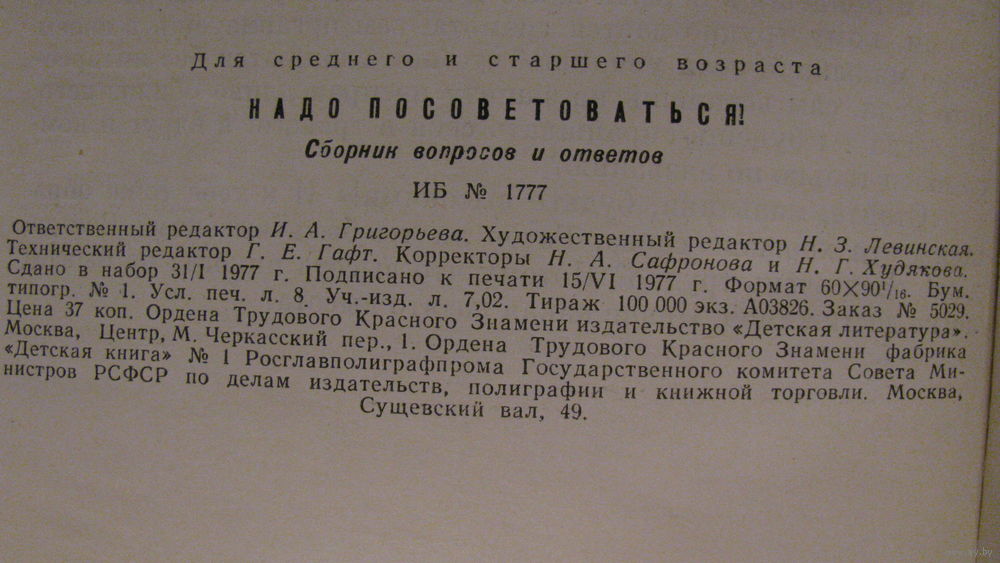 Для среднего и старшего возраста
НАДО ПОСОВЕТОВАТЬСЯ!
Сборник вопросов и ответов
ИБ № 1777
Ответственный редактор И. А. Григорьева. Художественный редактор Н. З. Левинская.
Технический редактор Г. Е. Гафт. Корректоры Н. А. Сафронова и Н. Г. Худякова.
Сдано в набор 31/I 1977 г. Подписано к печати 15/VI 1977 г. Формат 60×90¹/₁₆. Бум.
типогр. № 1. Усл. печ. л. 8. Уч.-изд. л. 7,02. Тираж 100 000 экз. А03826. Заказ № 5029.
Цена 37 коп. Ордена Трудового Красного Знамени издательство «Детская литература».
Москва, Центр, М. Черкасский пер., 1. Ордена Трудового Красного Знамени фабрика
«Детская книга» № 1 Росглавполиграфпрома Государственного комитета Совета Ми-
нистров РСФСР по делам издательств, полиграфии и книжной торговли. Москва,
Сущевский вал, 49.